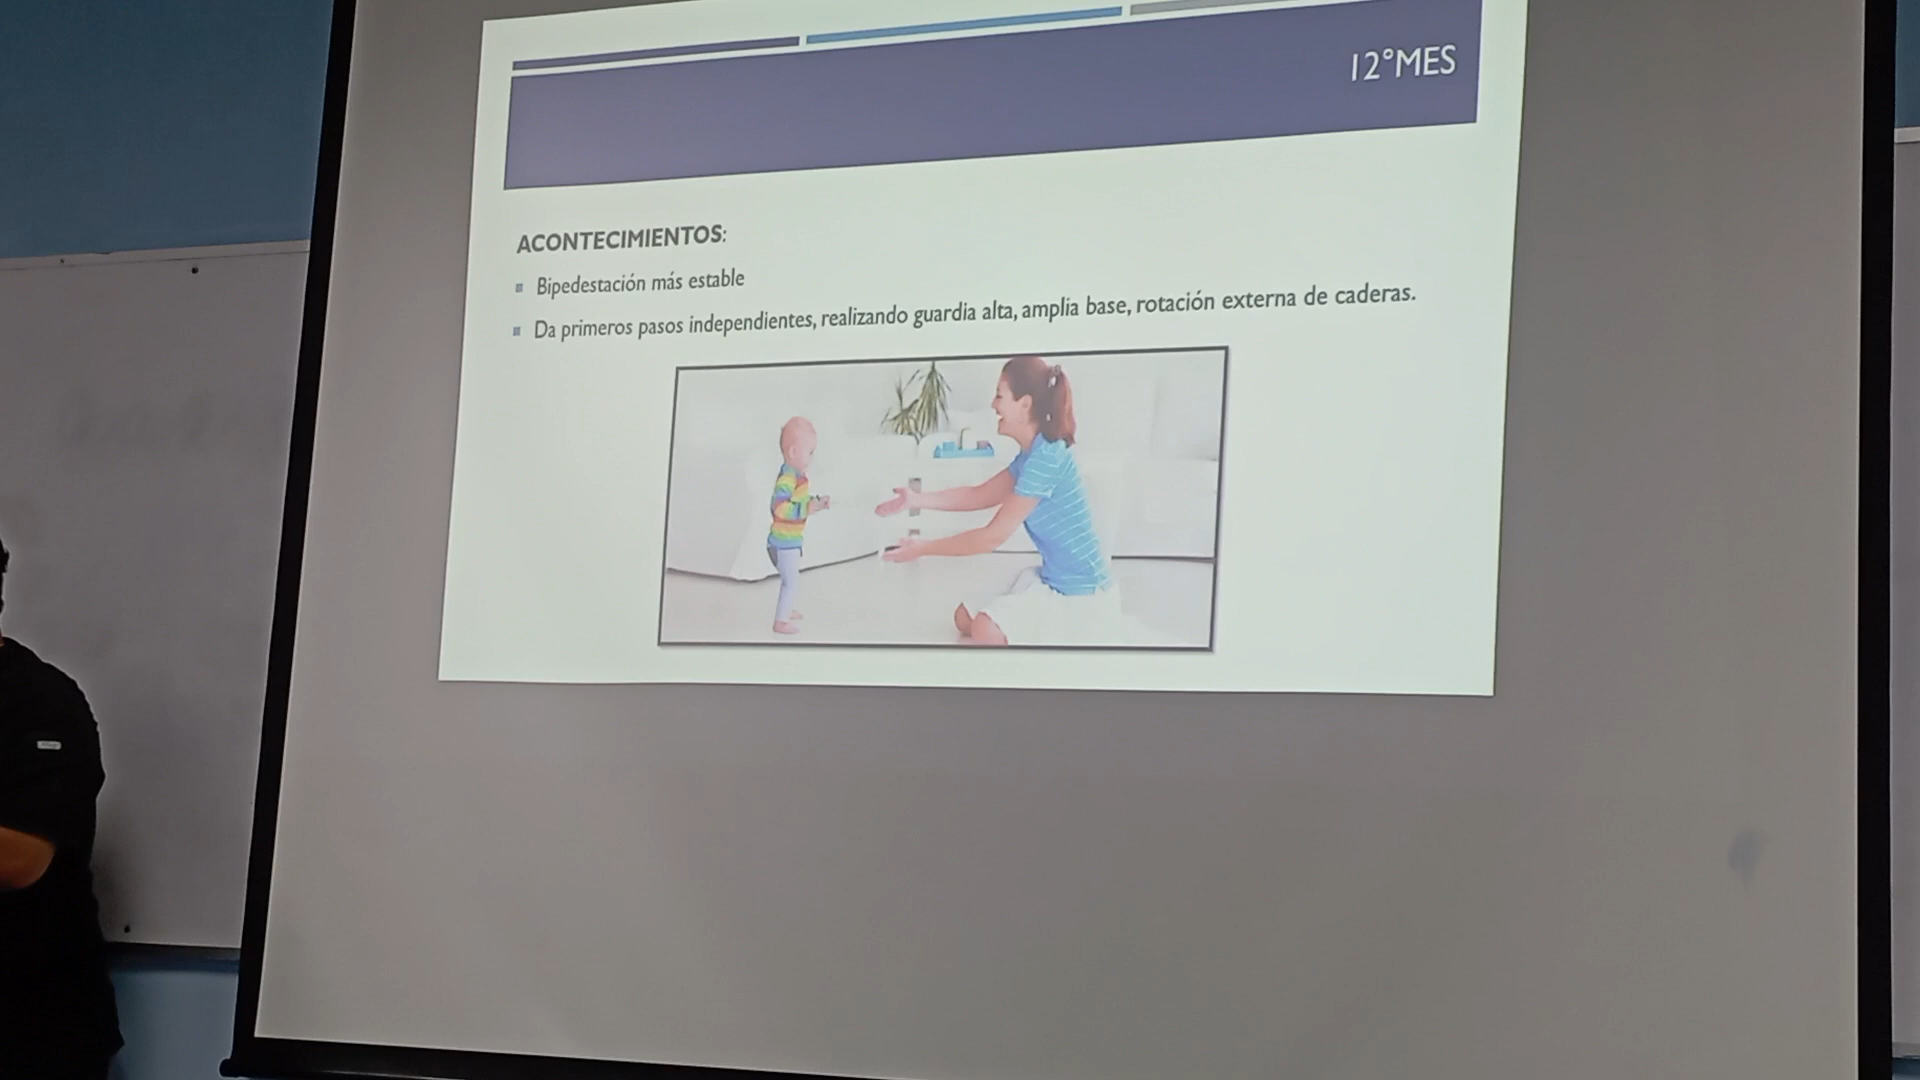 12°MES
ACONTECIMIENTOS:
Bipedestación más estable
Da primeros pasos independientes, realizando guardia alta, amplia base, rotación externa de caderas.